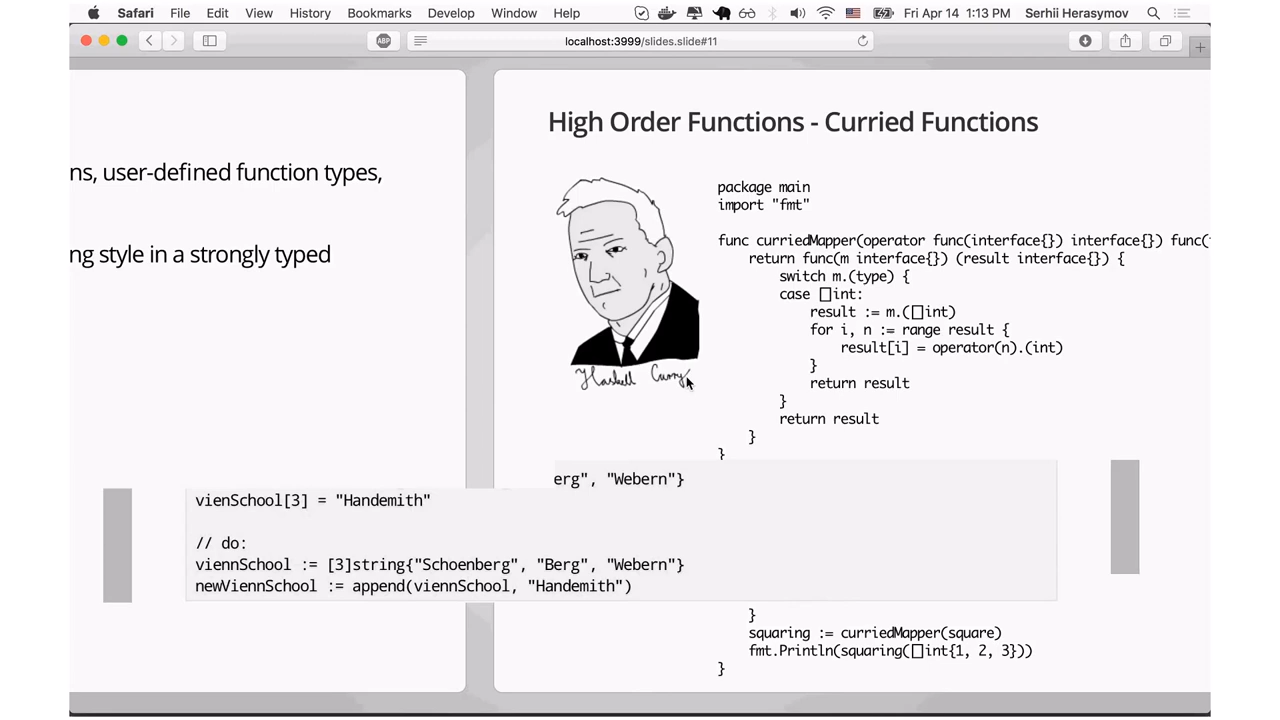 Safari File Edit View History Bookmarks Develop Window Help Fri Apr 14 1:13 PM Serhii Herasymov
ABP localhost:3999/slides.slide#11
ns, user-defined function types,
ng style in a strongly typed
High Order Functions - Curried Functions
Haskell Curry
package main
import "fmt"
func curriedMapper(operator func(interface{}) interface{}) func(
return func(m interface{}) (result interface{}) {
switch m.(type) {
case []int:
result := m.([]int)
for i, n := range result {
result[i] = operator(n).(int)
}
return result
}
return result
}
}
erg", "Webern"}
vienSchool[3] = "Handemith"
// do:
viennSchool := [3]string{"Schoenberg", "Berg", "Webern"}
newViennSchool := append(viennSchool, "Handemith")
}
squaring := curriedMapper(square)
fmt.Println(squaring([]int{1, 2, 3}))
}